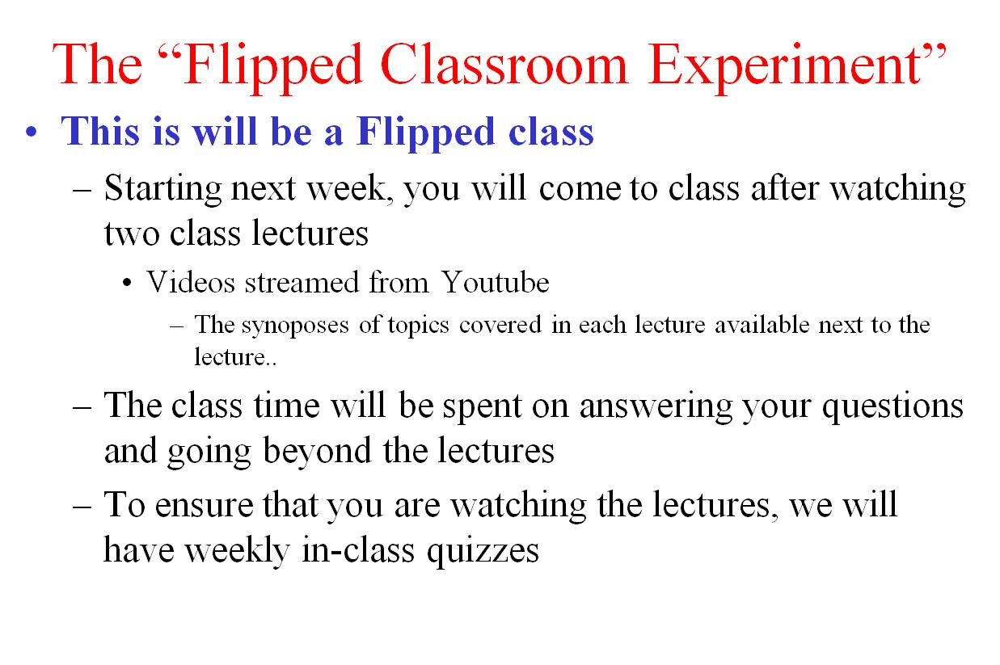 The “Flipped Classroom Experiment”
• This is will be a Flipped class
– Starting next week, you will come to class after watching
two class lectures
• Videos streamed from Youtube
– The synoposes of topics covered in each lecture available next to the
lecture..
– The class time will be spent on answering your questions
and going beyond the lectures
– To ensure that you are watching the lectures, we will
have weekly in-class quizzes